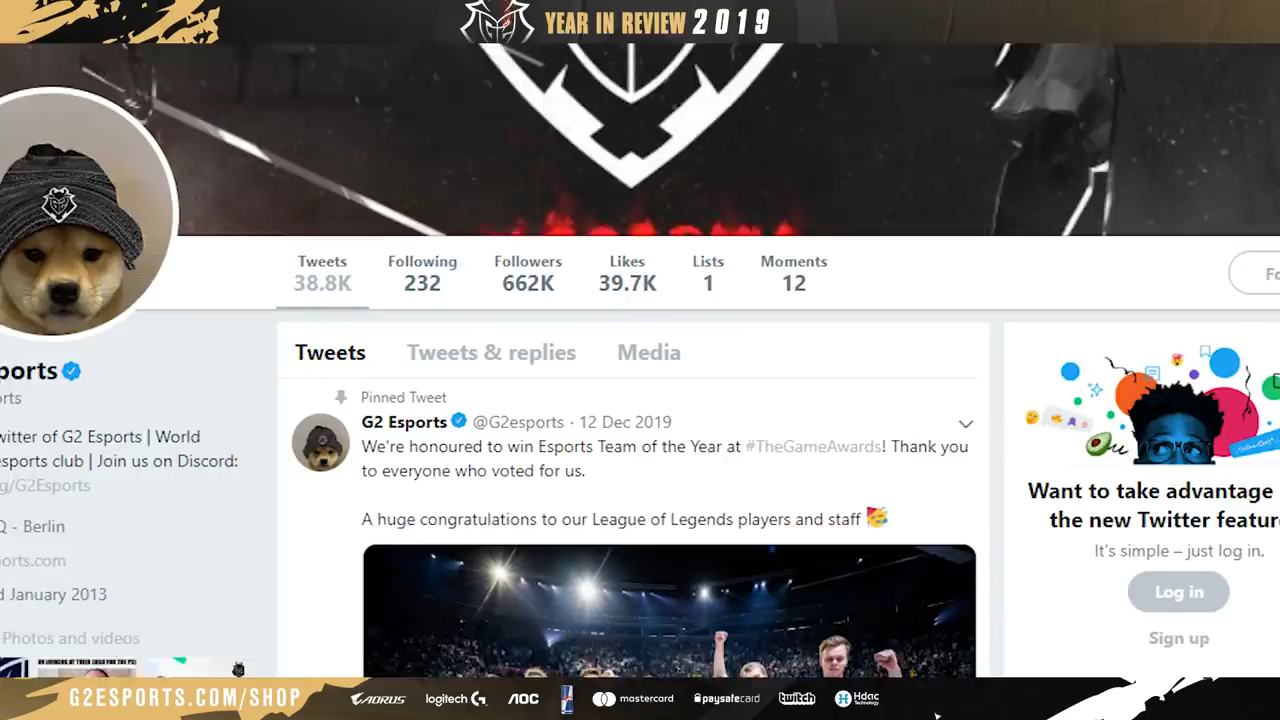 YEAR IN REVIEW 2019
Tweets
38.8K
Following
232
Followers
662K
Likes
39.7K
Lists
1
Moments
12
Fo
ports
rts
witter of G2 Esports | World
esports club | Join us on Discord:
g/G2Esports
Q - Berlin
orts.com
d January 2013
Photos and videos
Tweets
Tweets & replies
Media
Pinned Tweet
G2 Esports @G2esports · 12 Dec 2019
We're honoured to win Esports Team of the Year at #TheGameAwards! Thank you
to everyone who voted for us.
A huge congratulations to our League of Legends players and staff 🥳
Want to take advantage
the new Twitter featur
It's simple – just log in.
Log in
Sign up
G2ESPORTS.COM/SHOP
AORUS
logitech G
AOC
mastercard
paysafecard
twitch
Hdac
Technology